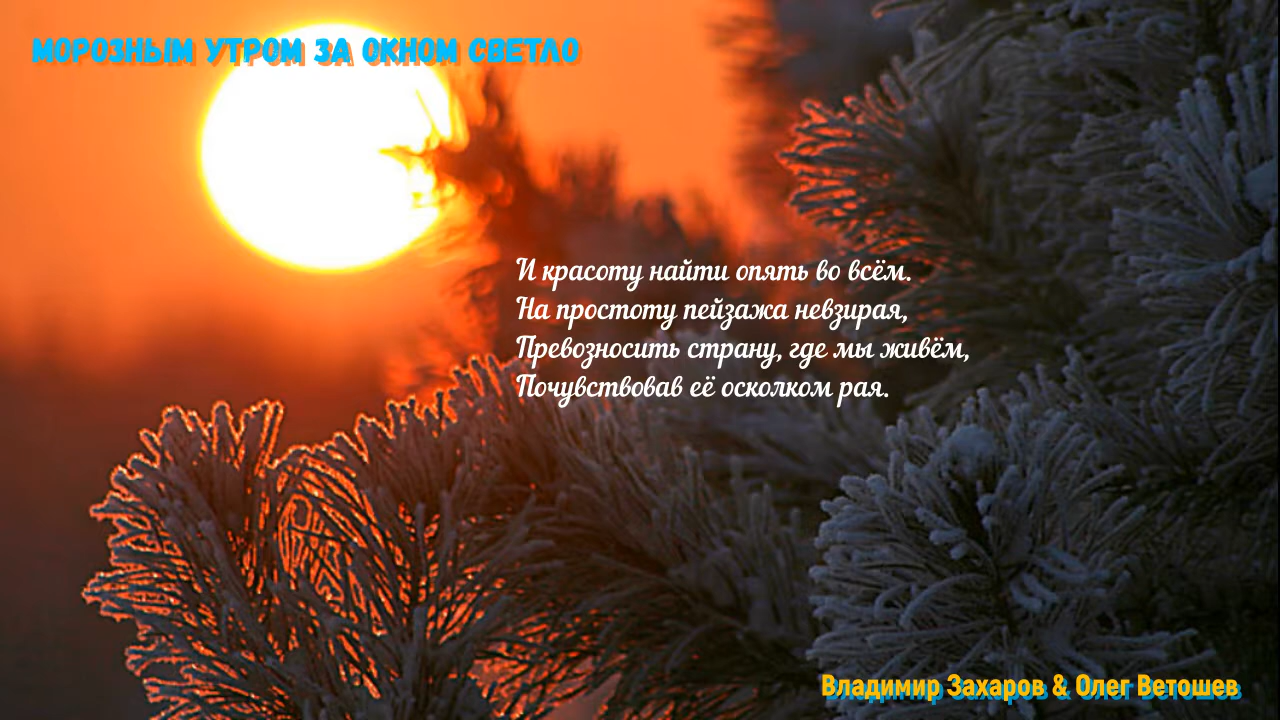 МОРОЗНЫМ УТРОМ ЗА ОКНОМ СВЕТЛО
И красоту найти опять во всём.
На простоту пейзажа невзирая,
Превозносить страну, где мы живём,
Почувствовав её осколком рая.
Владимир Захаров & Олег Ветошев